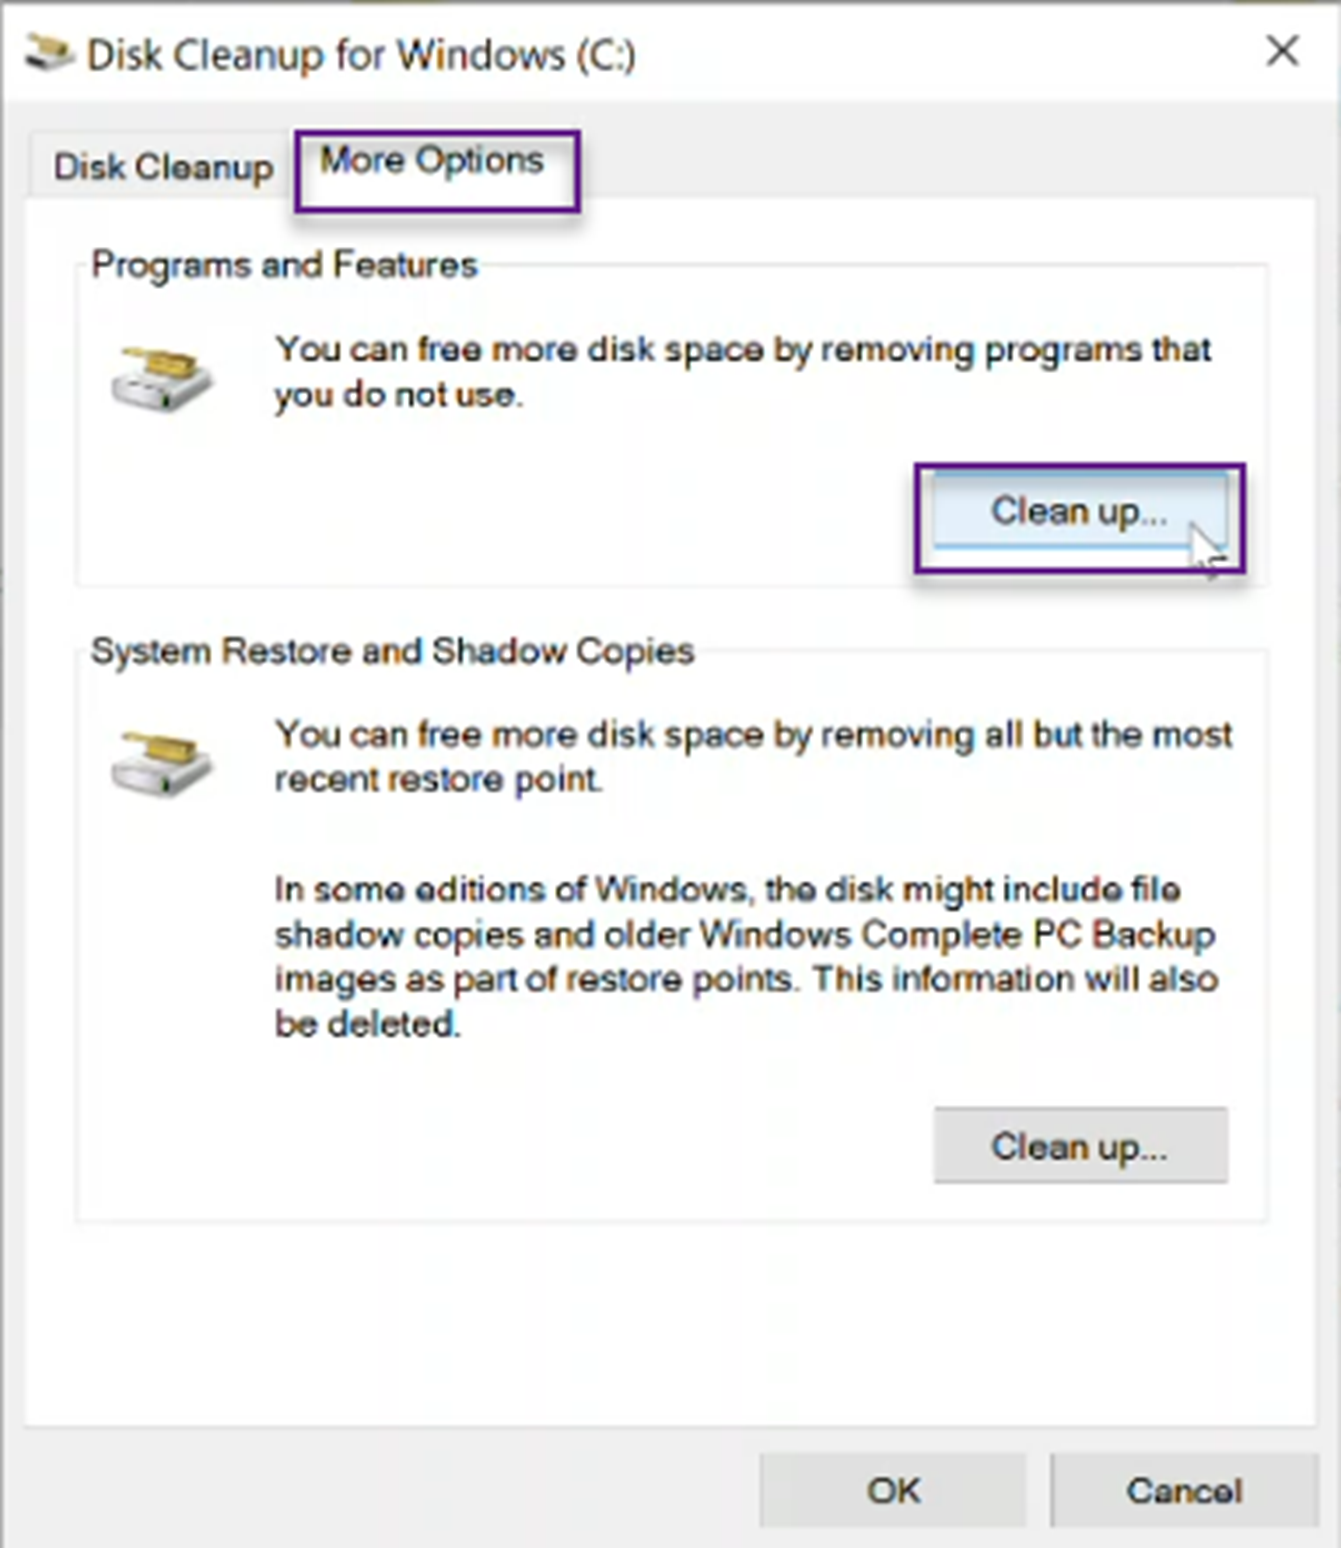 Disk Cleanup for Windows (C:)
Disk Cleanup
More Options
Programs and Features
You can free more disk space by removing programs that
you do not use.
Clean up...
System Restore and Shadow Copies
You can free more disk space by removing all but the most
recent restore point.
In some editions of Windows, the disk might include file
shadow copies and older Windows Complete PC Backup
images as part of restore points. This information will also
be deleted.
Clean up...
OK
Cancel